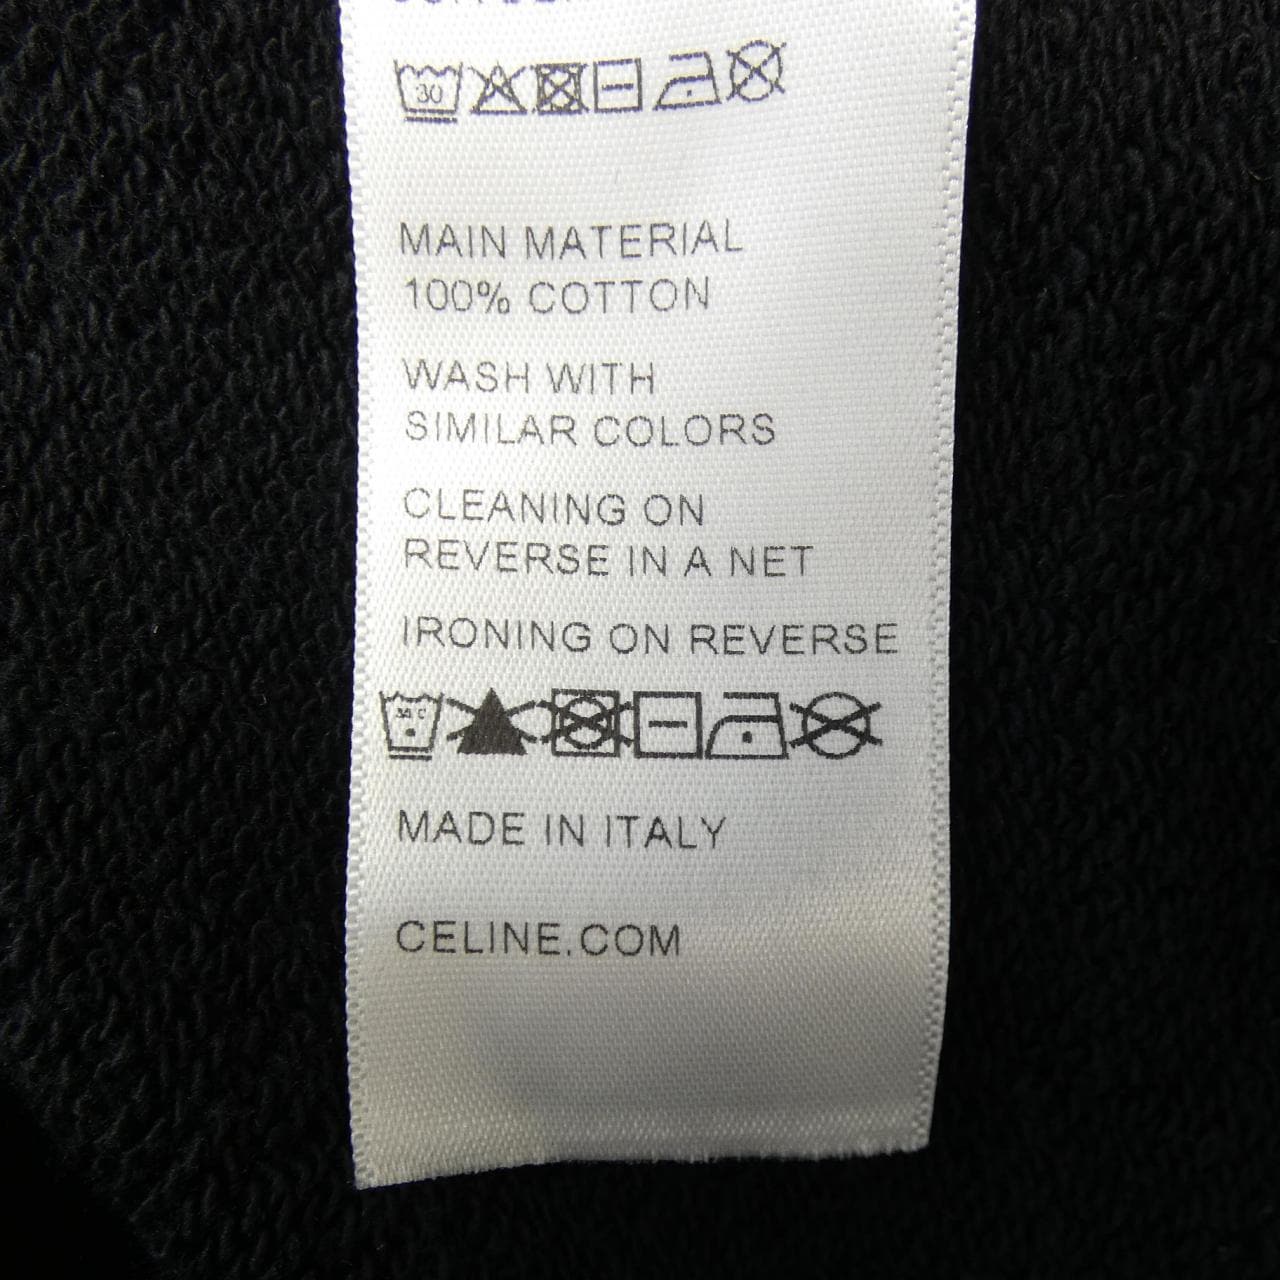 30
MAIN MATERIAL
100% COTTON
WASH WITH
SIMILAR COLORS
CLEANING ON
REVERSE IN A NET
IRONING ON REVERSE
MADE IN ITALY
CELINE.COM